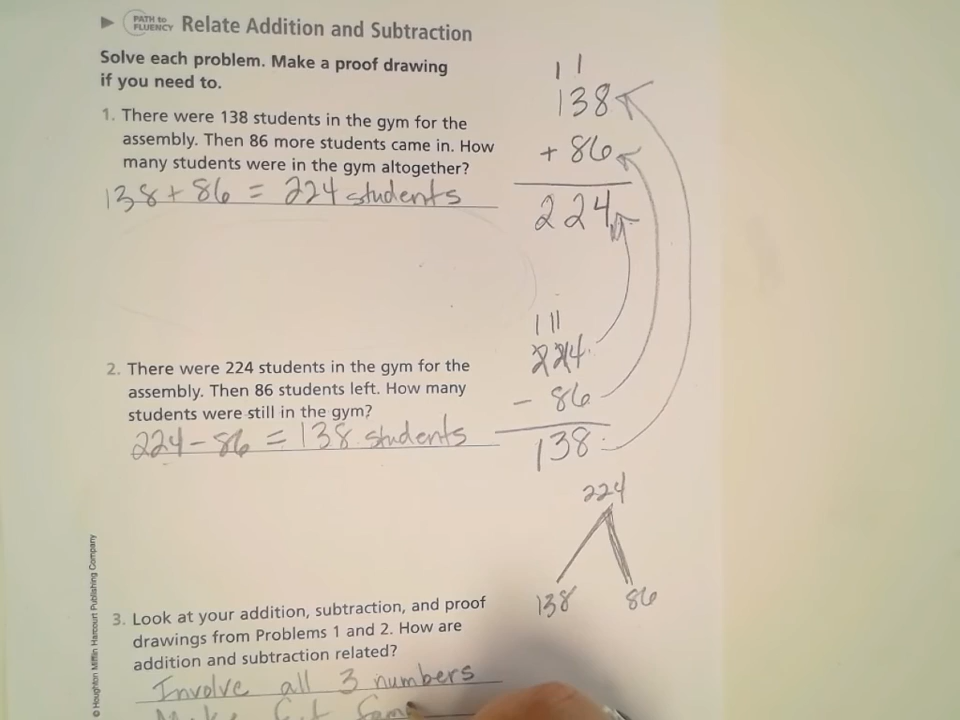 PATH to FLUENCY Relate Addition and Subtraction
Solve each problem. Make a proof drawing
if you need to.
1. There were 138 students in the gym for the
assembly. Then 86 more students came in. How
many students were in the gym altogether?
138 + 86 = 224 students
1 1
138
+ 86
224
2. There were 224 students in the gym for the
assembly. Then 86 students left. How many
students were still in the gym?
224 - 86 = 138 students
1 11
224
- 86
138
224
138 86
3. Look at your addition, subtraction, and proof
drawings from Problems 1 and 2. How are
addition and subtraction related?
Involve all 3 numbers
Make
© Houghton Mifflin Harcourt Publishing Company